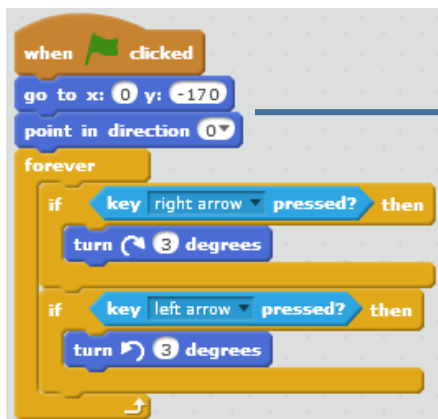 when clicked
go to x: 0 y: -170
point in direction 0
forever
if key right arrow pressed? then
turn 3 degrees
if key left arrow pressed? then
turn 3 degrees